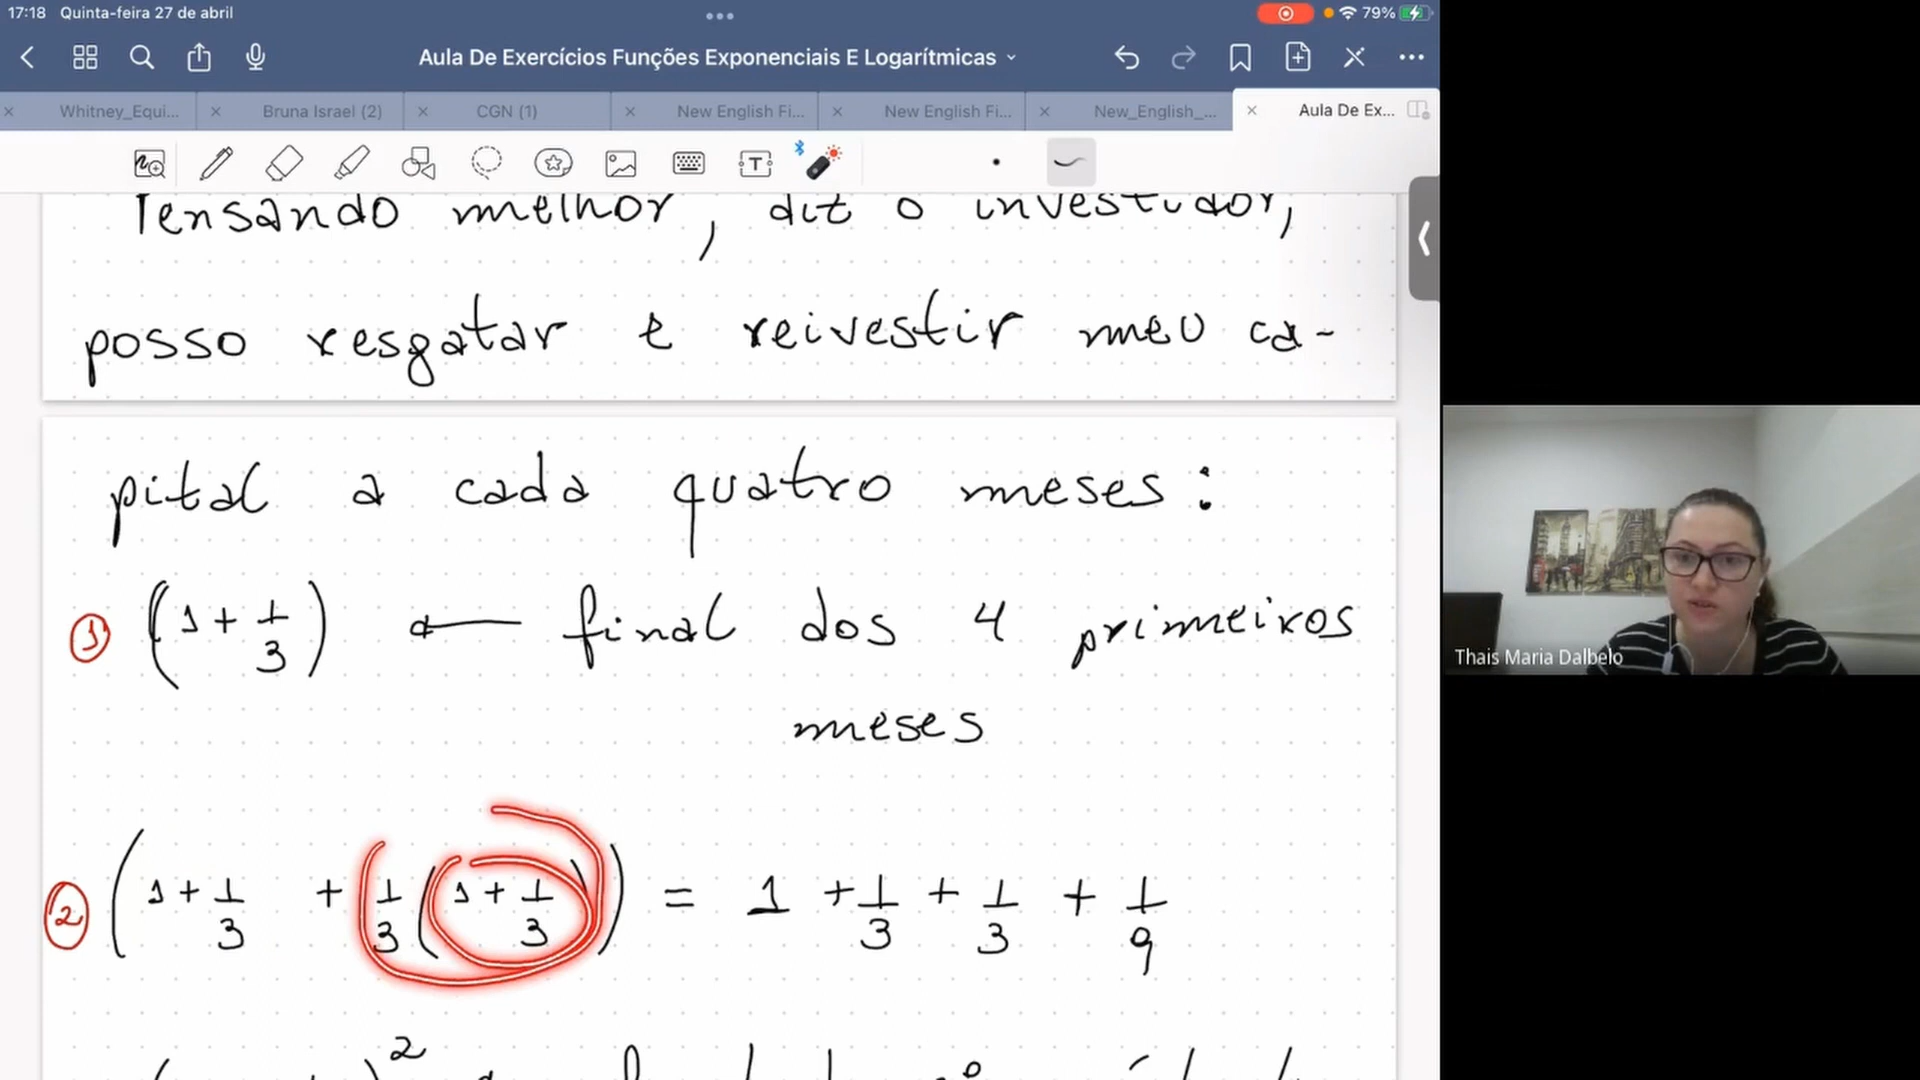 17:18 Quinta-feira 27 de abril
79%
Aula De Exercícios Funções Exponenciais E Logarítmicas
Whitney_Equi...
Bruna Israel (2)
CGN (1)
New English Fi...
New English Fi...
New_English_...
Aula De Ex...
Pensando melhor, diz o investidor,
posso resgatar e reivestir meu ca-
pital a cada quatro meses:
① (1 + 1/3) ← final dos 4 primeiros
meses
② (1 + 1/3 + 1/3 (1 + 1/3)) = 1 + 1/3 + 1/3 + 1/9
Thais Maria Dalbelo